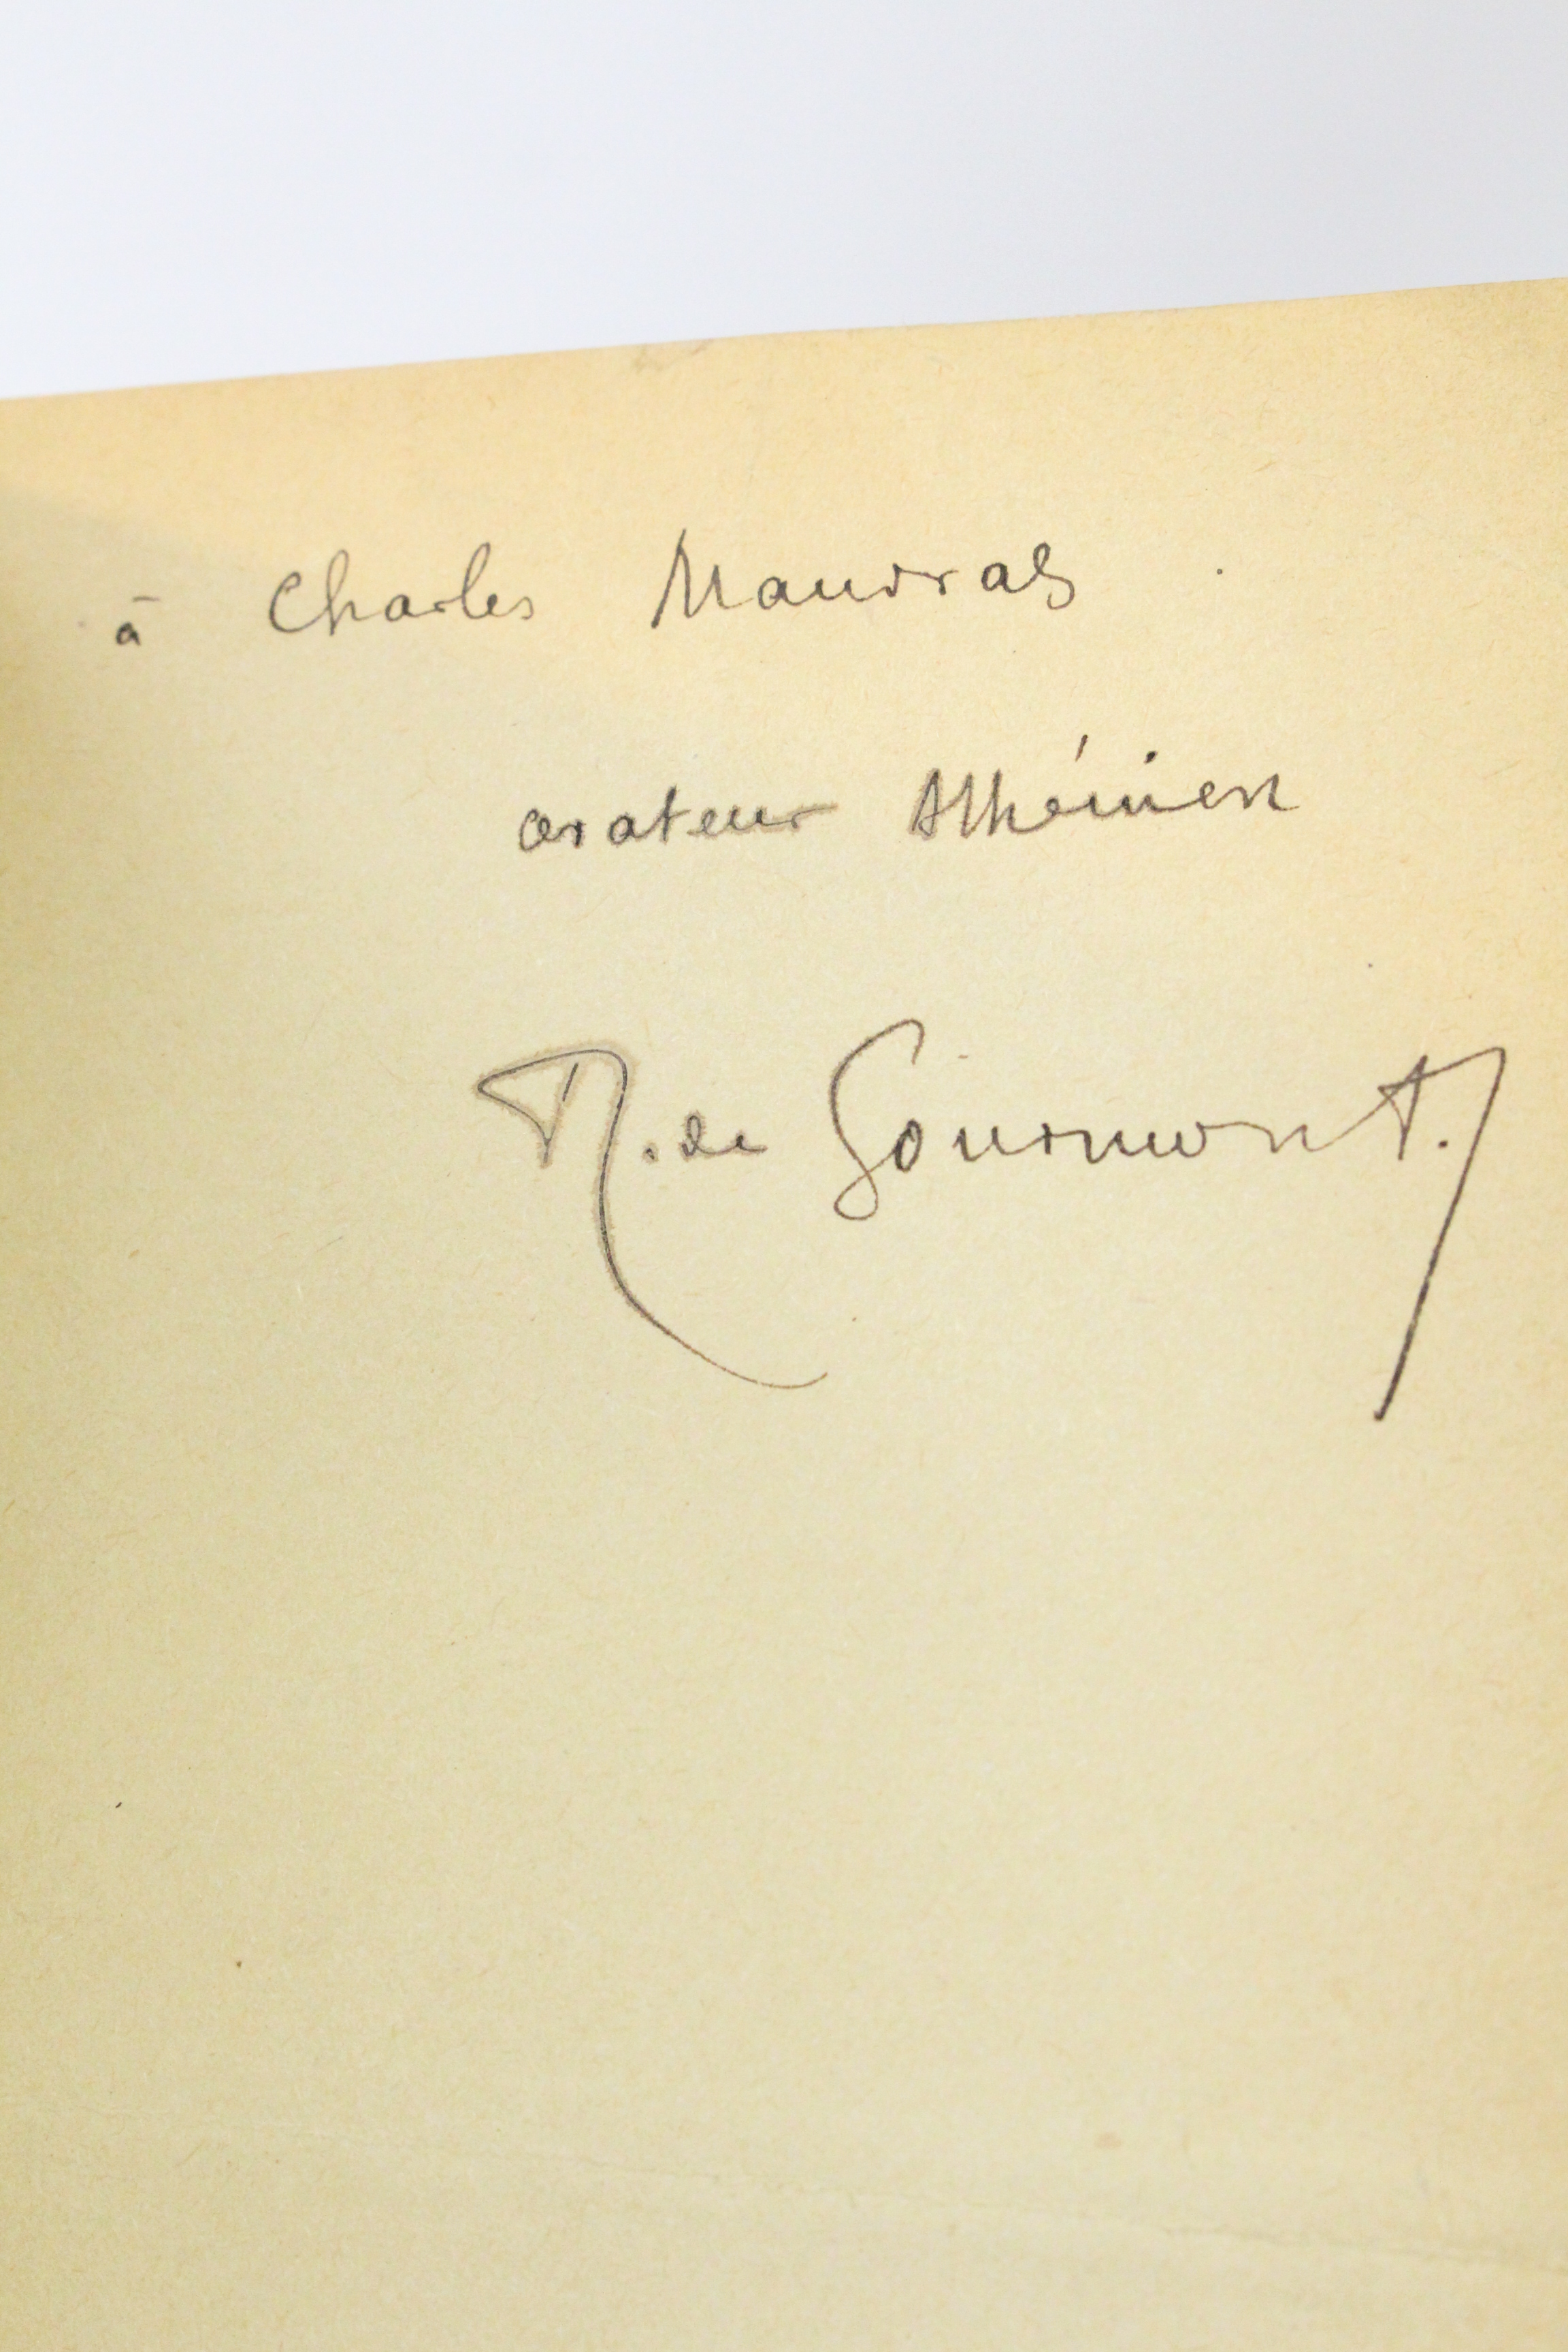 à Charles Maurras
orateur Athénien
R. de Gourmont.